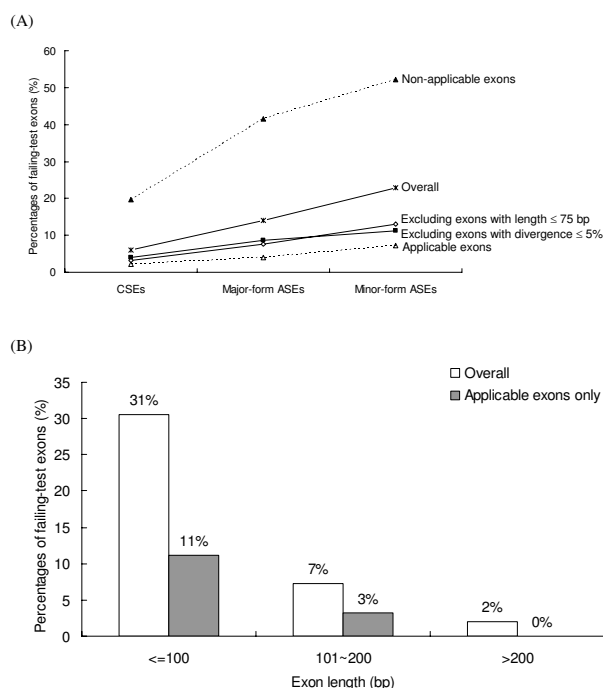 (A)
60
50
40
30
20
10
0
Percentages of failing-test exons (%)
Non-applicable exons
Overall
Excluding exons with length ≤ 75 bp
Excluding exons with divergence ≤ 5%
Applicable exons
CSEs
Major-form ASEs
Minor-form ASEs
(B)
Overall
Applicable exons only
35
30
25
20
15
10
5
0
Percentages of failing-test exons (%)
31%
11%
7%
3%
2%
0%
<=100
101~200
>200
Exon length (bp)